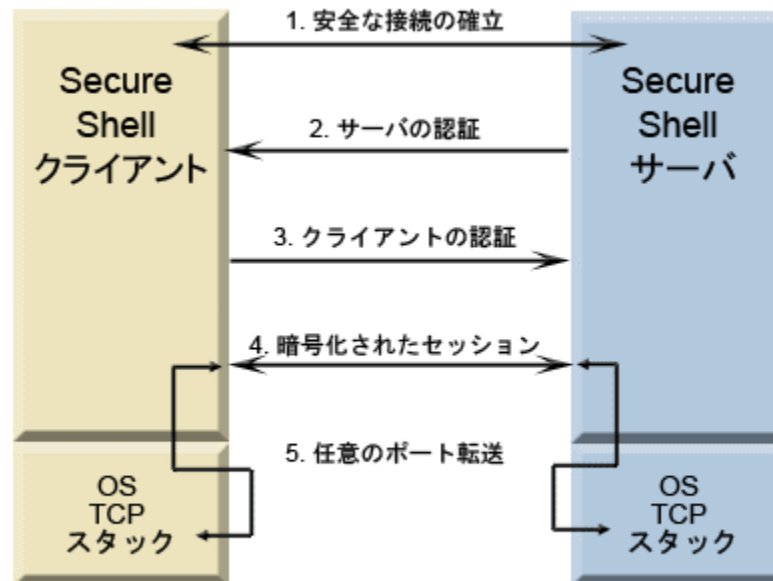 1. 安全な接続の確立
Secure
Shell
クライアント
Secure
Shell
サーバ
2. サーバの認証
3. クライアントの認証
4. 暗号化されたセッション
5. 任意のポート転送
OS
TCP
スタック
OS
TCP
スタック